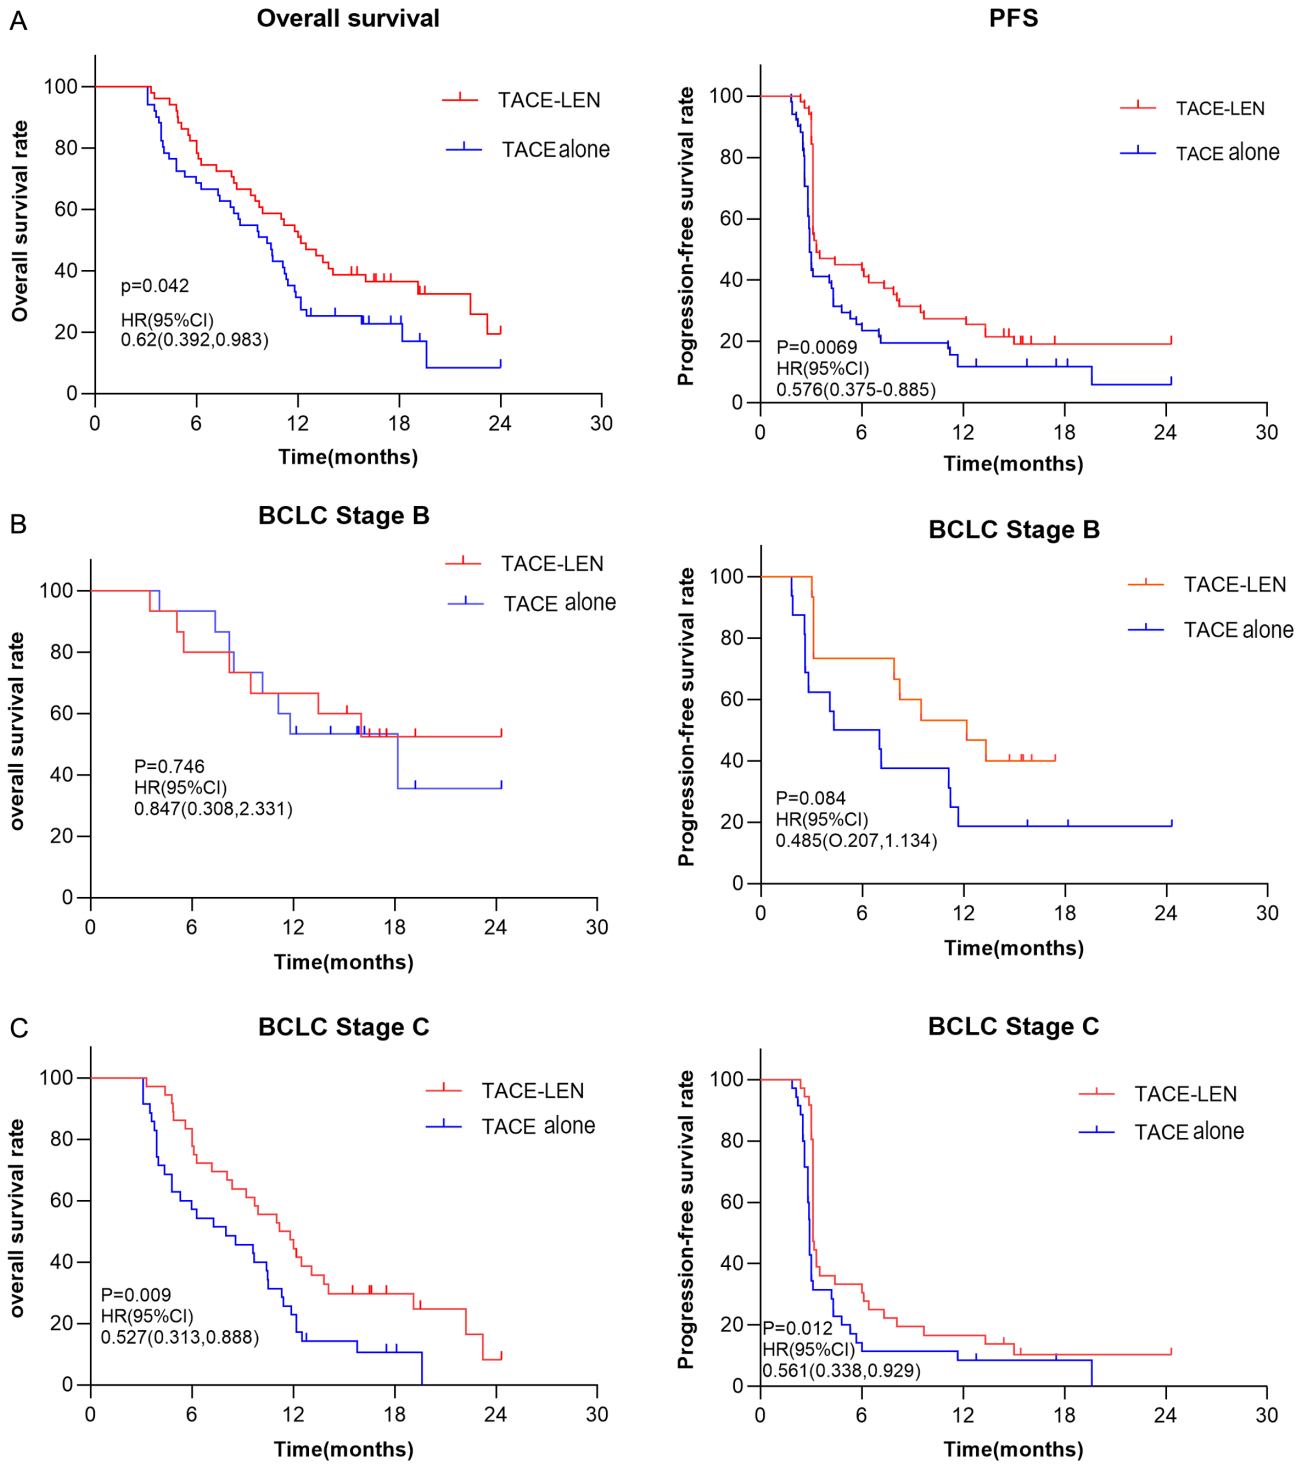 A
Overall survival
Overall survival rate
100
80
60
40
20
0
0 6 12 18 24 30
Time(months)
TACE-LEN
TACE alone
p=0.042
HR(95%CI)
0.62(0.392,0.983)
PFS
Progression-free survival rate
100
80
60
40
20
0
0 6 12 18 24 30
Time(months)
TACE-LEN
TACE alone
P=0.0069
HR(95%CI)
0.576(0.375-0.885)
B
BCLC Stage B
overall survival rate
100
80
60
40
20
0
0 6 12 18 24 30
Time(months)
TACE-LEN
TACE alone
P=0.746
HR(95%CI)
0.847(0.308,2.331)
BCLC Stage B
Progression-free survival rate
100
80
60
40
20
0
0 6 12 18 24 30
Time(months)
TACE-LEN
TACE alone
P=0.084
HR(95%CI)
0.485(O.207,1.134)
C
BCLC Stage C
overall survival rate
100
80
60
40
20
0
0 6 12 18 24 30
Time(months)
TACE-LEN
TACE alone
P=0.009
HR(95%CI)
0.527(0.313,0.888)
BCLC Stage C
Progression-free survival rate
100
80
60
40
20
0
0 6 12 18 24 30
Time(months)
TACE-LEN
TACE alone
P=0.012
HR(95%CI)
0.561(0.338,0.929)